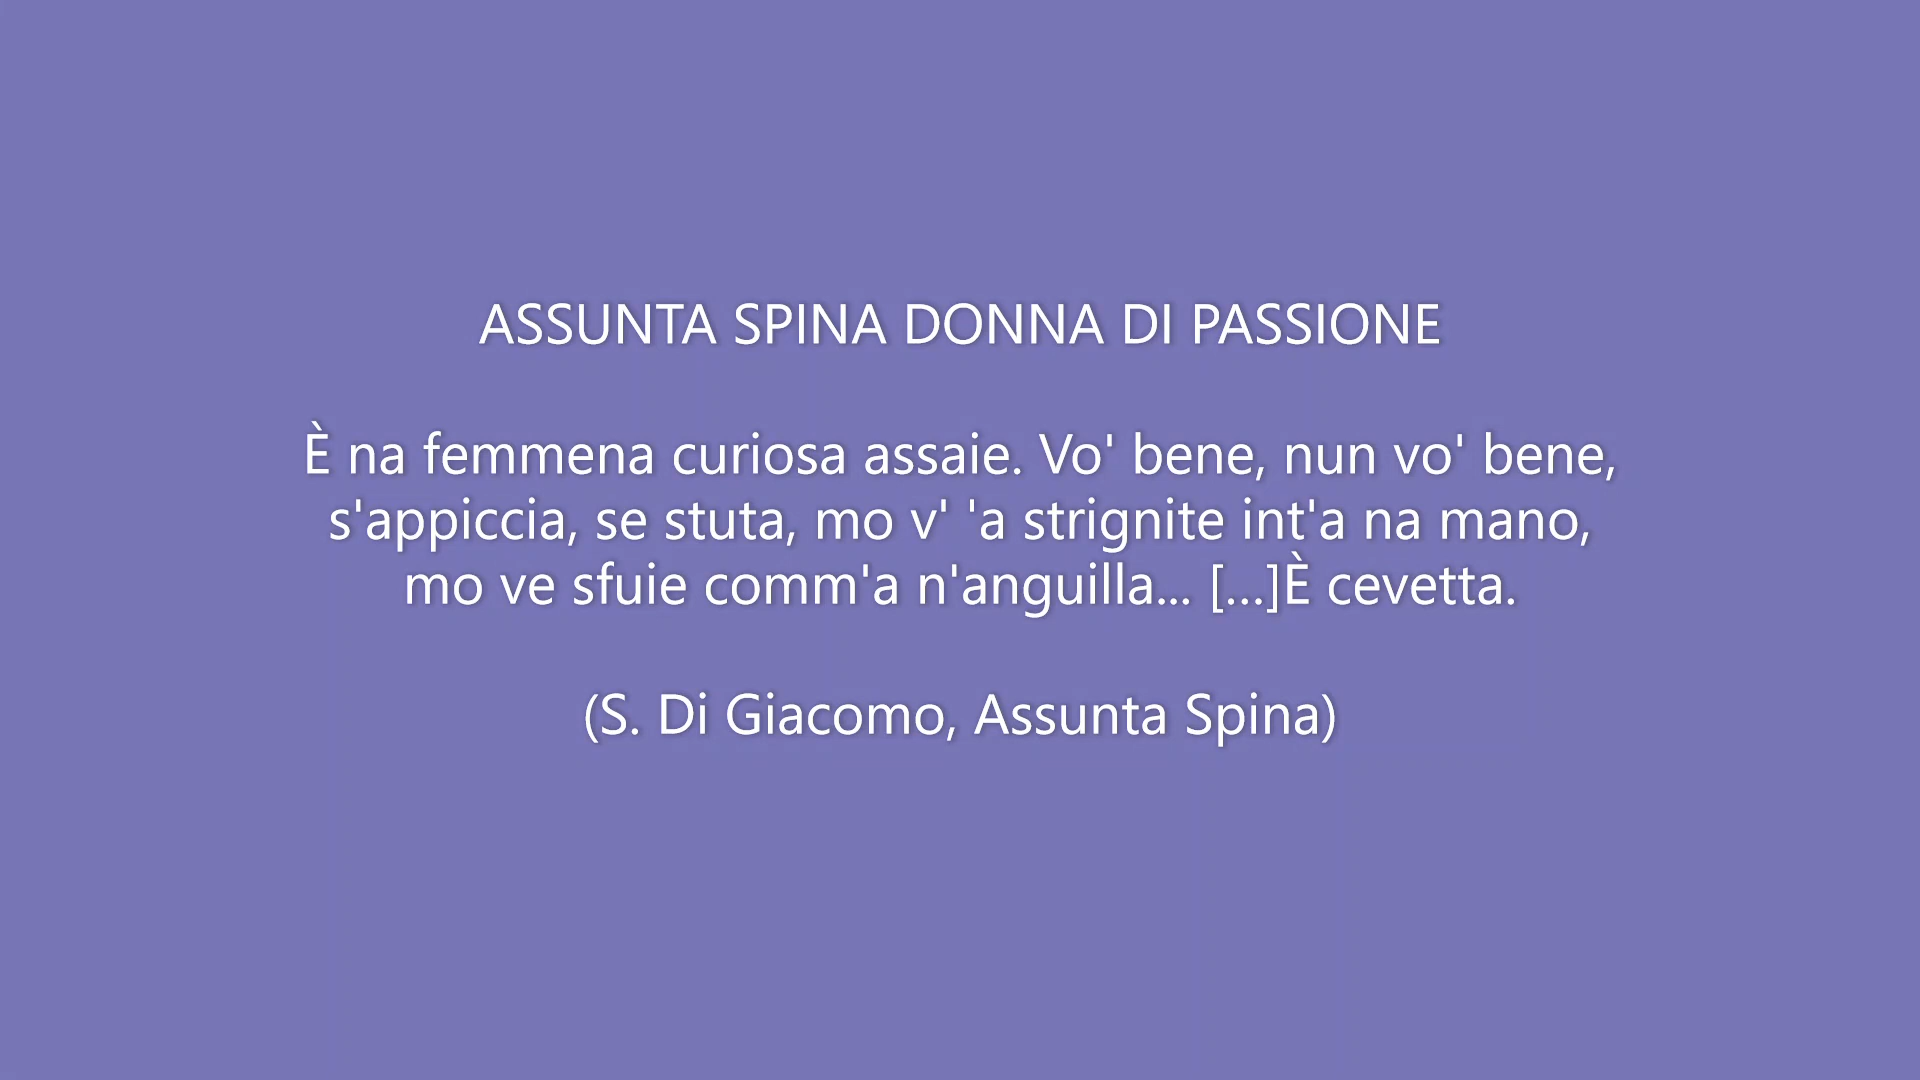 ASSUNTA SPINA DONNA DI PASSIONE
È na femmena curiosa assaie. Vo' bene, nun vo' bene,
s'appiccia, se stuta, mo v' 'a strignite int'a na mano,
mo ve sfuie comm'a n'anguilla... [...]È cevetta.
(S. Di Giacomo, Assunta Spina)